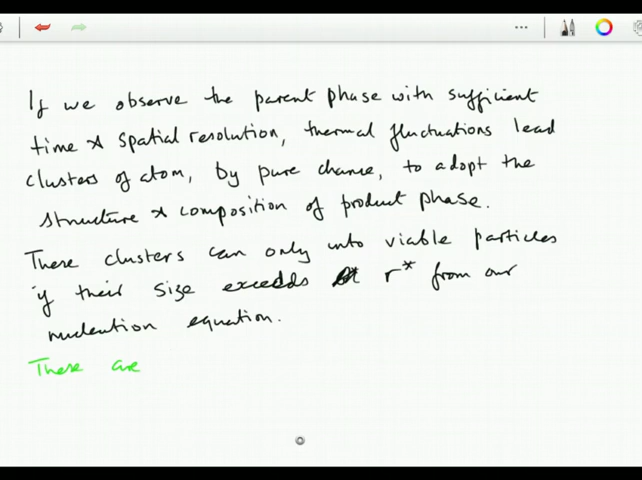 If we observe the parent phase with sufficient
time & spatial resolution, thermal fluctuations lead
clusters of atom, by pure chance, to adopt the
structure & composition of product phase.
These clusters can only into viable particles
if their size exceeds r* from our
nucleation equation.
These are